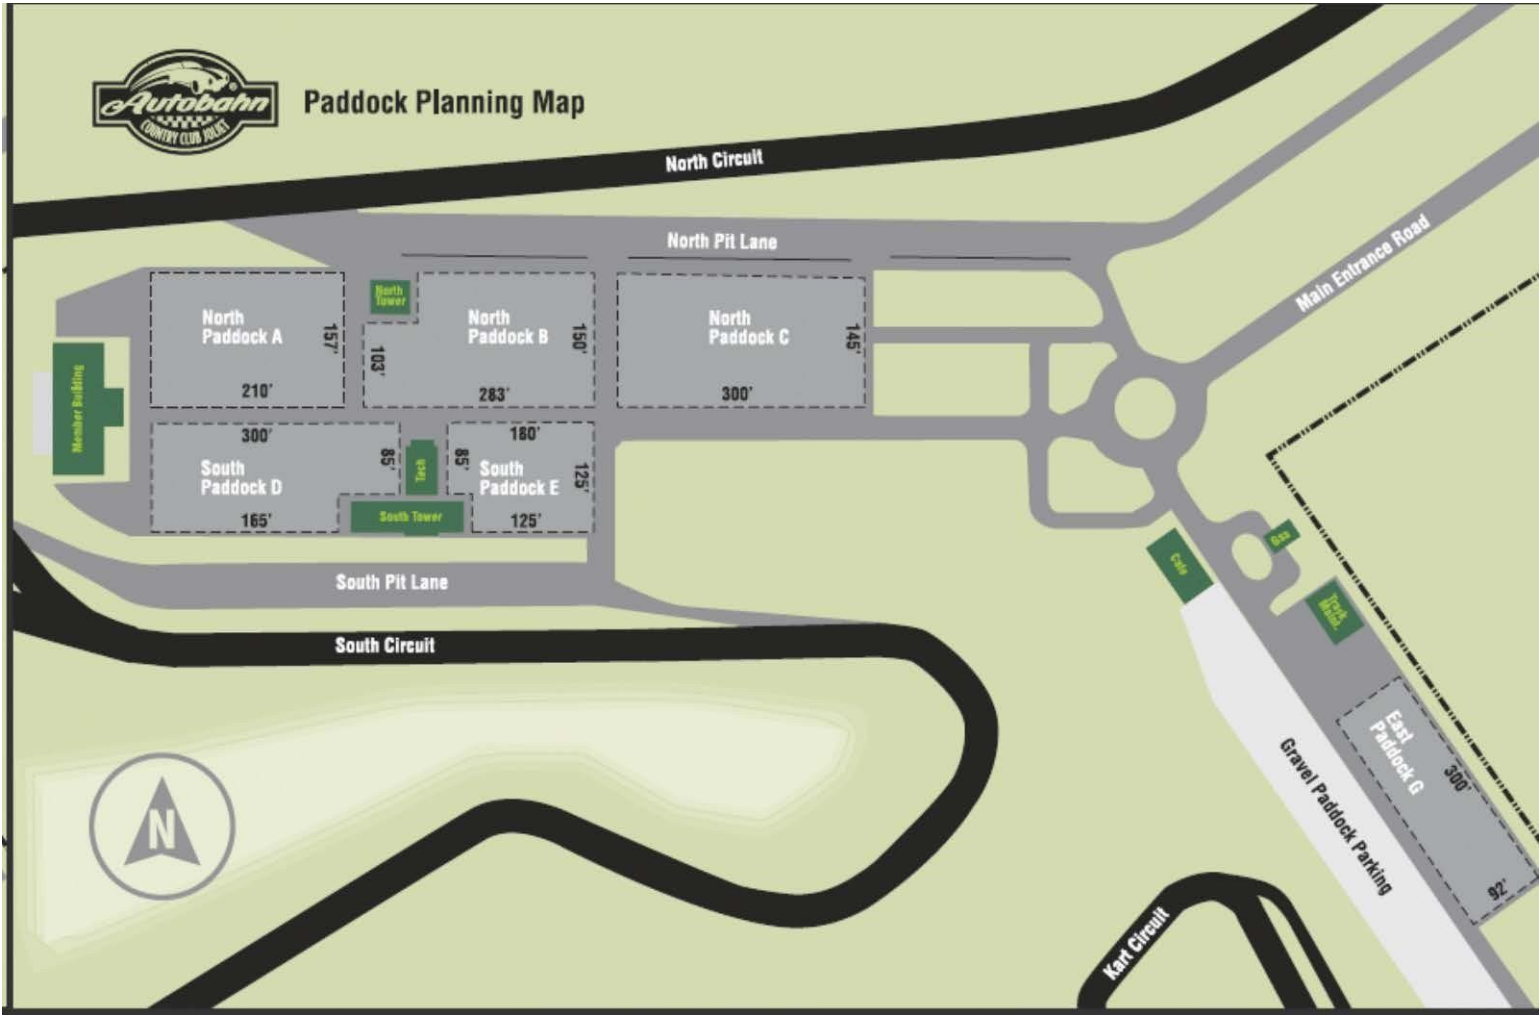 Autobahn
COUNTRY CLUB JOLIET
Paddock Planning Map
North Circuit
North Pit Lane
Main Entrance Road
North
Tower
North
Paddock A
157'
210'
North
Paddock B
103'
150'
283'
North
Paddock C
145'
300'
Member Building
300'
South
Paddock D
85'
165'
Tech
South Tower
180'
85'
South
Paddock E
125'
125'
South Pit Lane
South Circuit
Cafe
Gas
Track
Maint.
East
Paddock G
300'
92'
Gravel Paddock Parking
Kart Circuit
N